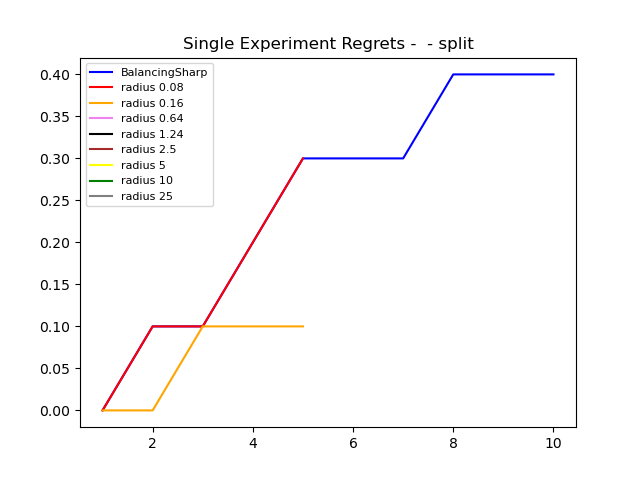 Single Experiment Regrets -  - split
0.40
0.35
0.30
0.25
0.20
0.15
0.10
0.05
0.00
BalancingSharp
radius 0.08
radius 0.16
radius 0.64
radius 1.24
radius 2.5
radius 5
radius 10
radius 25
2 4 6 8 10